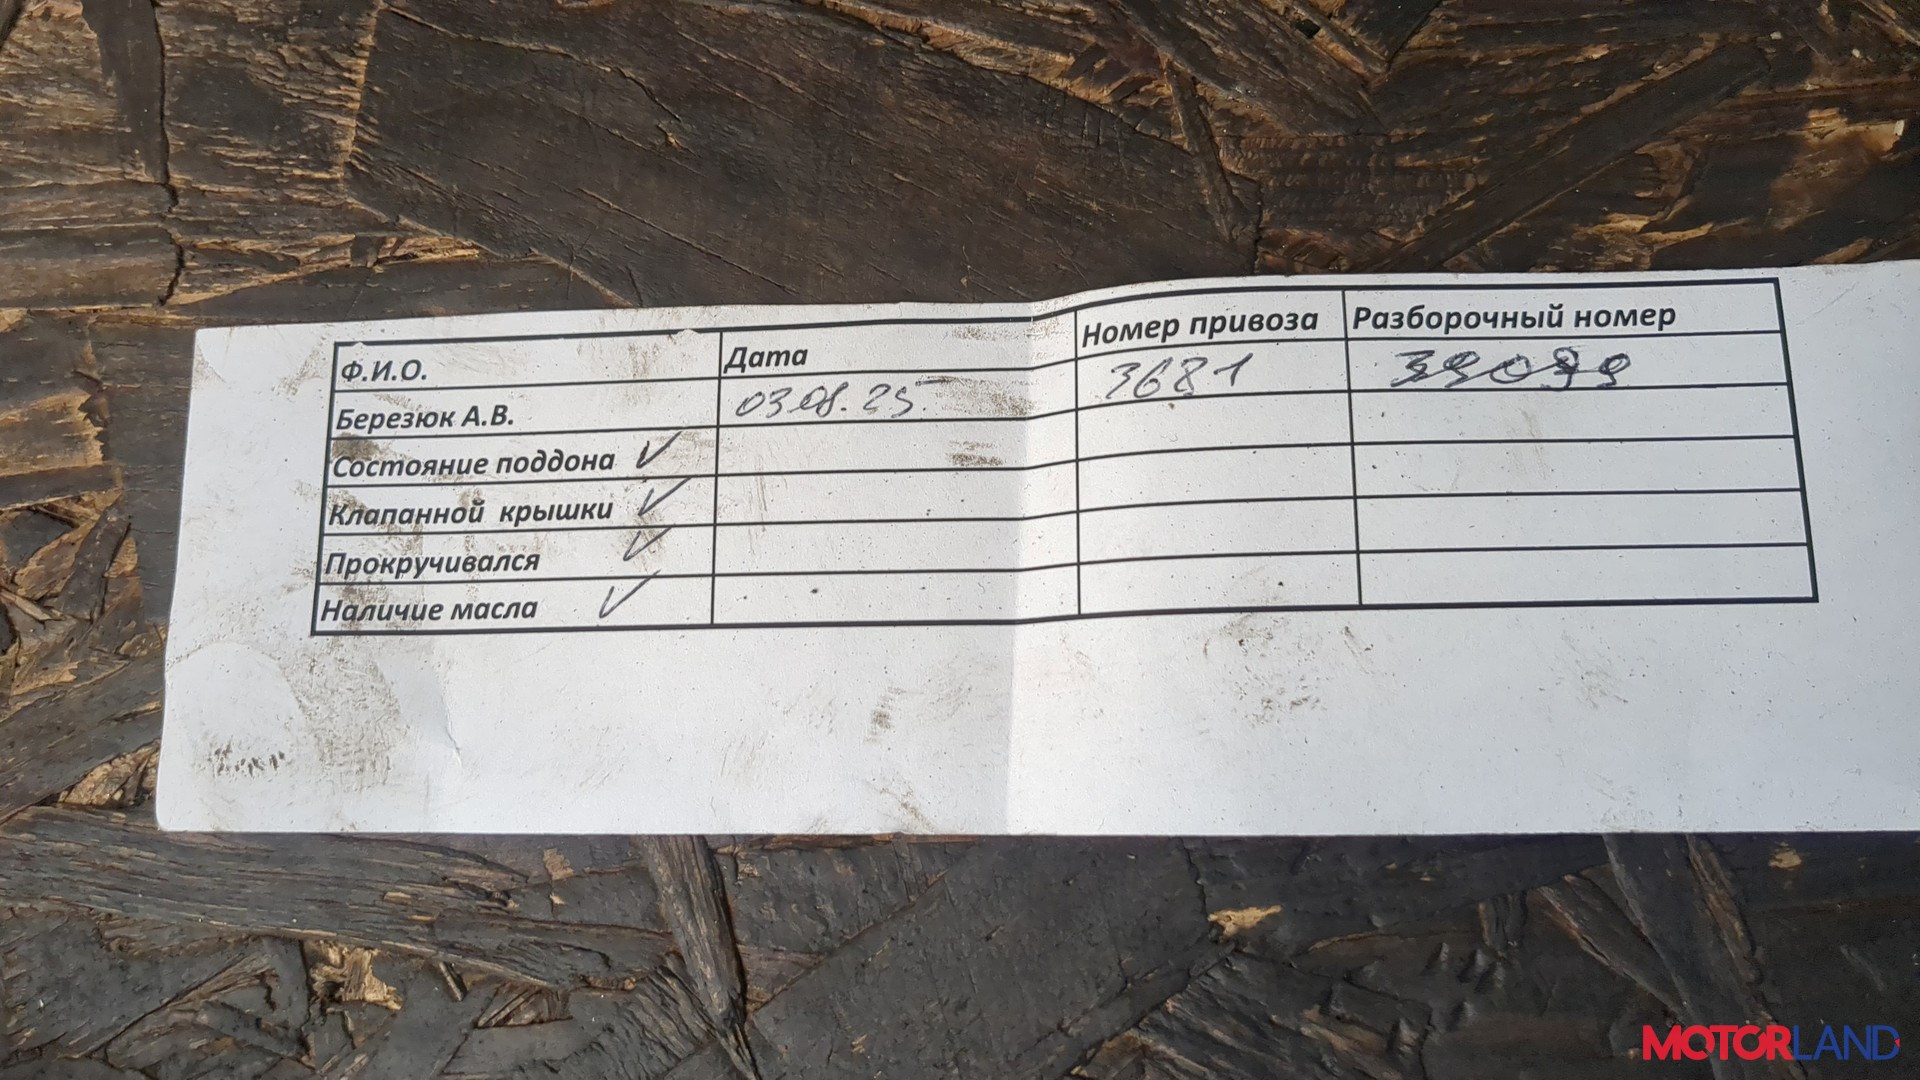 Ф.И.О. Дата Номер привоза Разборочный номер
Березюк А.В. 03.08.25 3681
Состояние поддона ✓
Клапанной крышки ✓
Прокручивался ✓
Наличие масла ✓
MOTORLAND